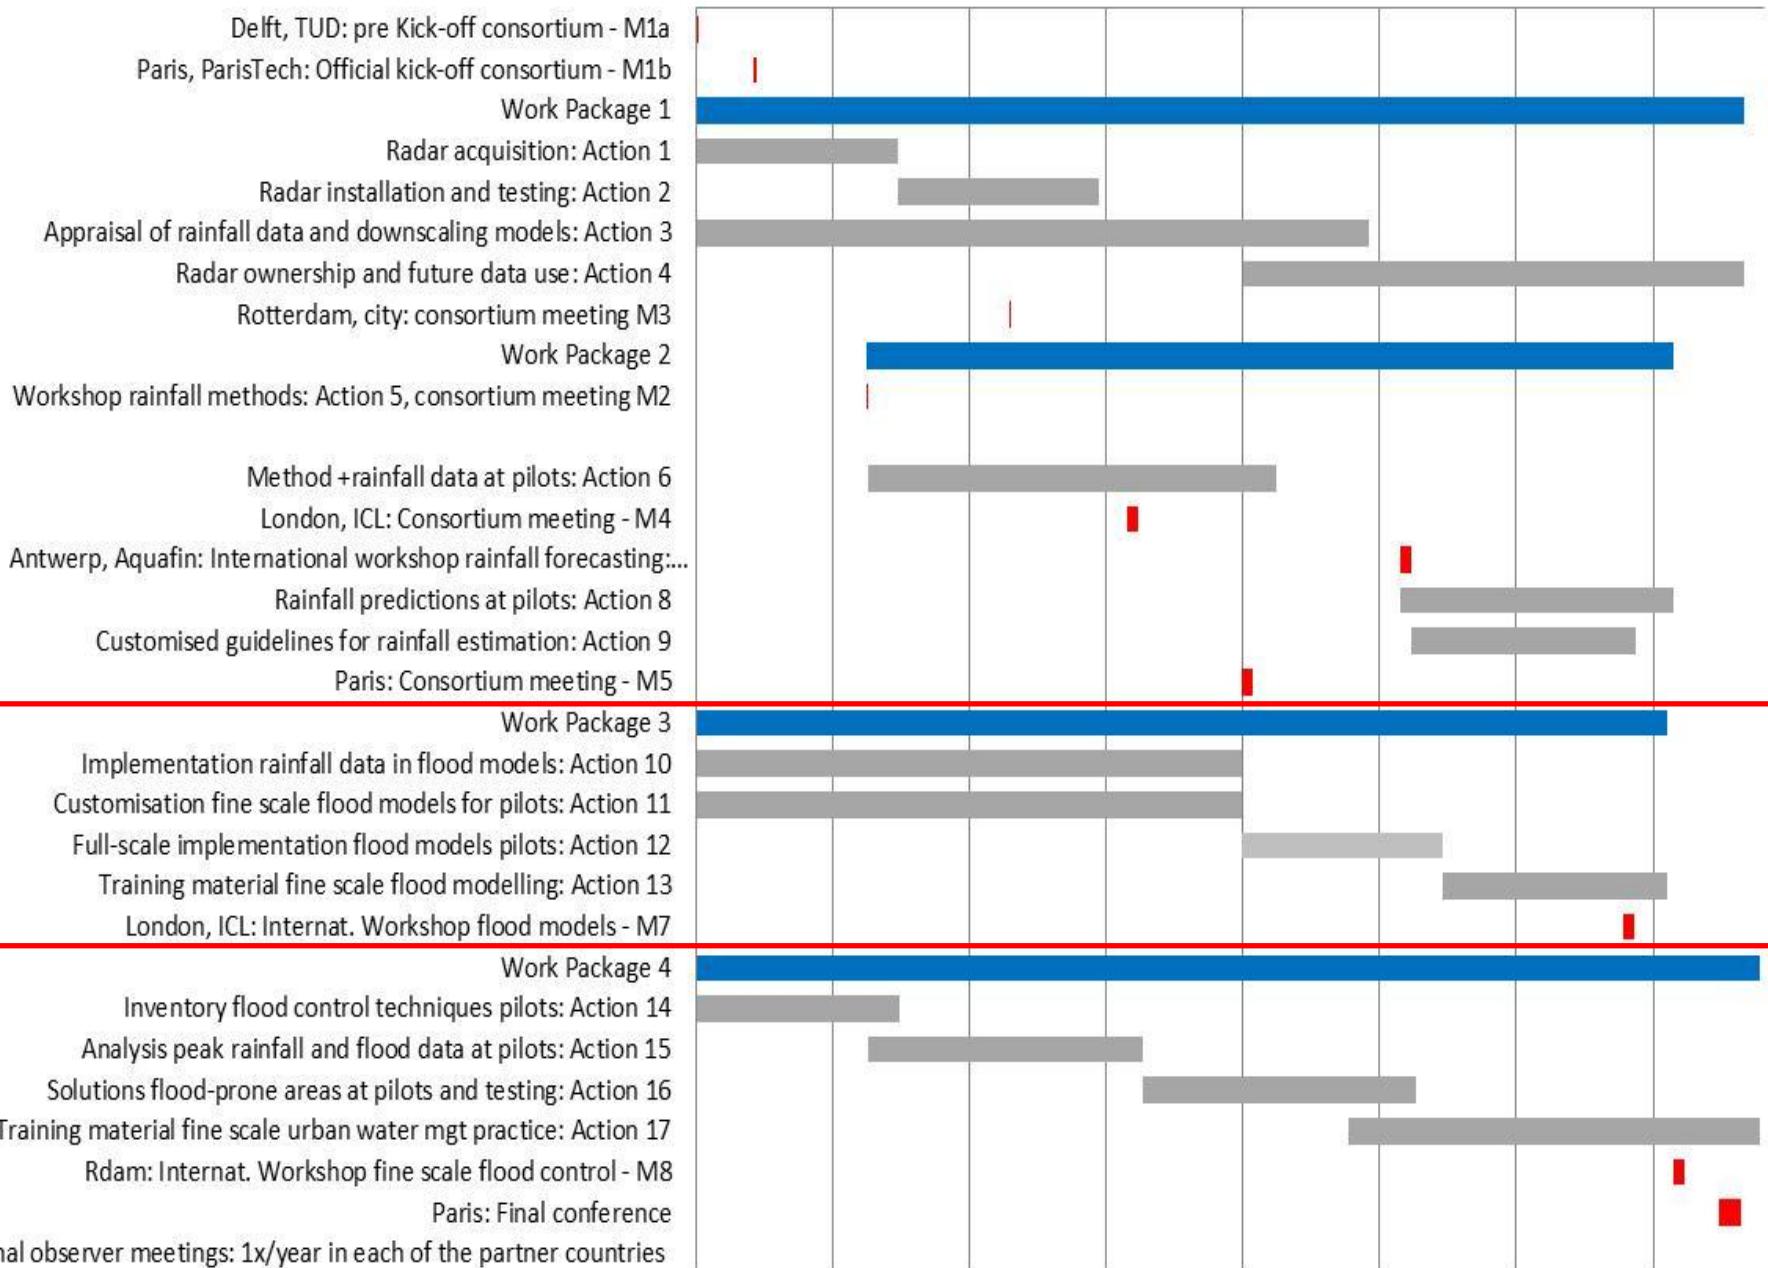 Delft, TUD: pre Kick-off consortium - M1a
Paris, ParisTech: Official kick-off consortium - M1b
Work Package 1
Radar acquisition: Action 1
Radar installation and testing: Action 2
Appraisal of rainfall data and downscaling models: Action 3
Radar ownership and future data use: Action 4
Rotterdam, city: consortium meeting M3
Work Package 2
Workshop rainfall methods: Action 5, consortium meeting M2
Method +rainfall data at pilots: Action 6
London, ICL: Consortium meeting - M4
Antwerp, Aquafin: International workshop rainfall forecasting:...
Rainfall predictions at pilots: Action 8
Customised guidelines for rainfall estimation: Action 9
Paris: Consortium meeting - M5
Work Package 3
Implementation rainfall data in flood models: Action 10
Customisation fine scale flood models for pilots: Action 11
Full-scale implementation flood models pilots: Action 12
Training material fine scale flood modelling: Action 13
London, ICL: Internat. Workshop flood models - M7
Work Package 4
Inventory flood control techniques pilots: Action 14
Analysis peak rainfall and flood data at pilots: Action 15
Solutions flood-prone areas at pilots and testing: Action 16
Training material fine scale urban water mgt practice: Action 17
Rdam: Internat. Workshop fine scale flood control - M8
Paris: Final conference
observer meetings: 1x/year in each of the partner countries